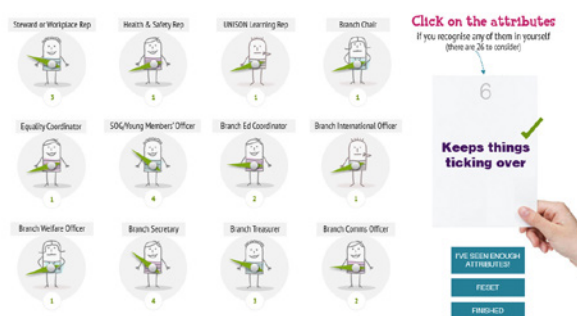 Steward or Workplace Rep
Health & Safety Rep
UNISON Learning Rep
Branch Chair
3
1
1
1
Equality Coordinator
SOG/Young Members' Officer
Branch Ed Coordinator
Branch International Officer
1
4
2
1
Branch Welfare Officer
Branch Secretary
Branch Treasurer
Branch Comms Officer
1
4
3
2
Click on the attributes
if you recognise any of them in yourself
(there are 26 to consider)
6
Keeps things
ticking over
I'VE SEEN ENOUGH
ATTRIBUTES!
RESET
FINISHED